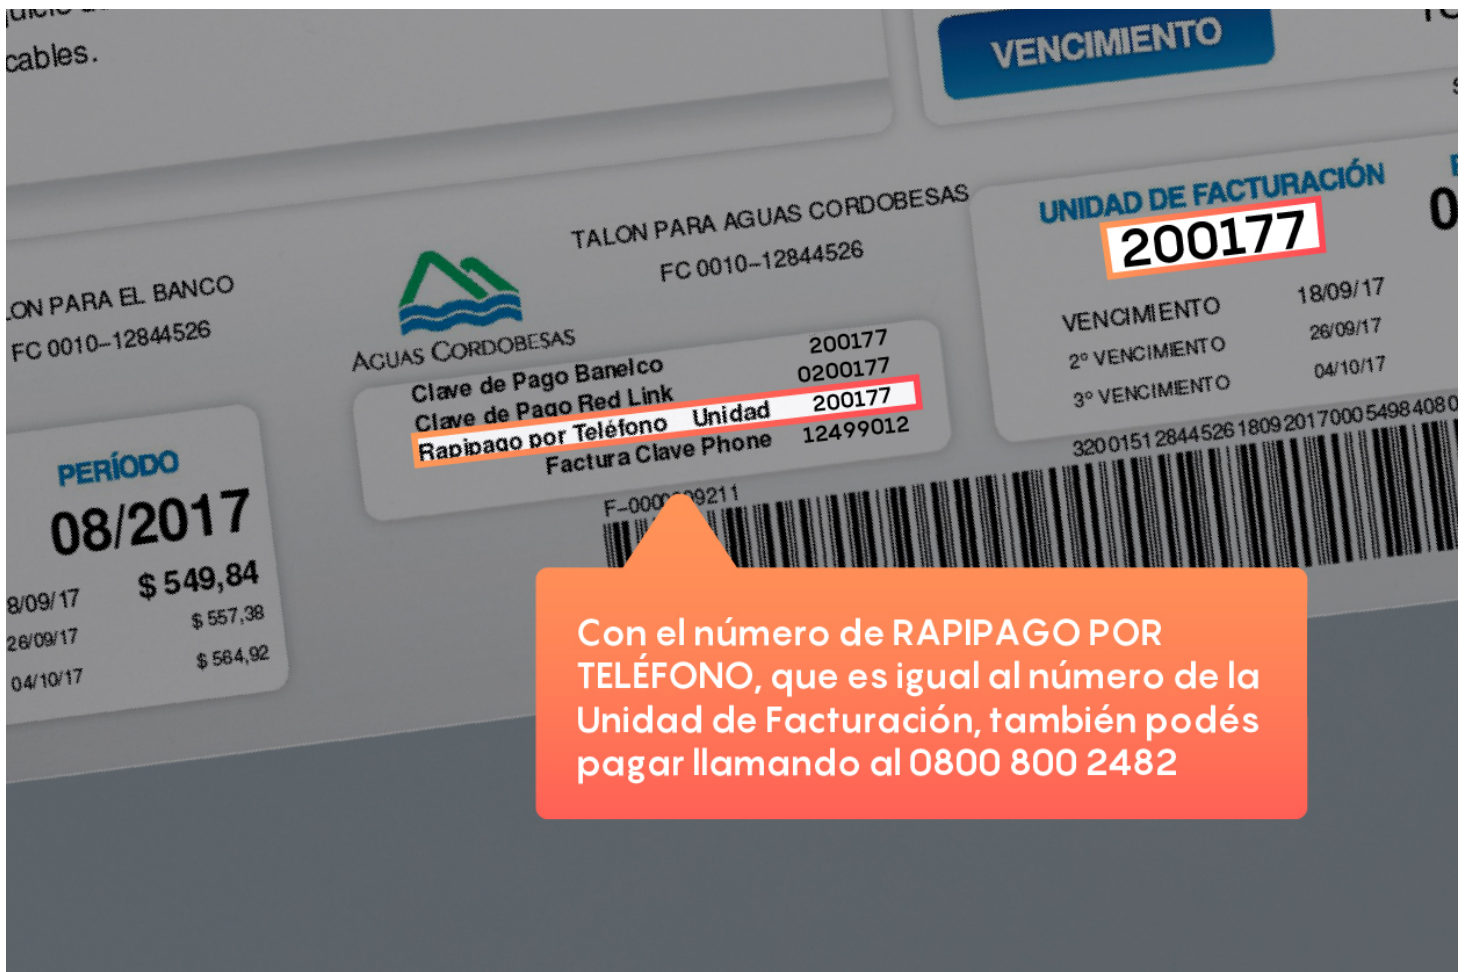 cables.
VENCIMIENTO
TALON PARA AGUAS CORDOBESAS
FC 0010-12844526
UNIDAD DE FACTURACIÓN
200177
VENCIMIENTO 18/09/17
2º VENCIMIENTO 26/09/17
3º VENCIMIENTO 04/10/17
PARA EL BANCO
FC 0010-12844526
AGUAS CORDOBESAS
Clave de Pago Banelco 200177
Clave de Pago Red Link 0200177
Rapipago por Teléfono Unidad 200177
Factura Clave Phone 12499012
PERÍODO
08/2017
8/09/17 $ 549,84
26/09/17 $ 557,38
04/10/17 $ 564,92
Con el número de RAPIPAGO POR
TELÉFONO, que es igual al número de la
Unidad de Facturación, también podés
pagar llamando al 0800 800 2482